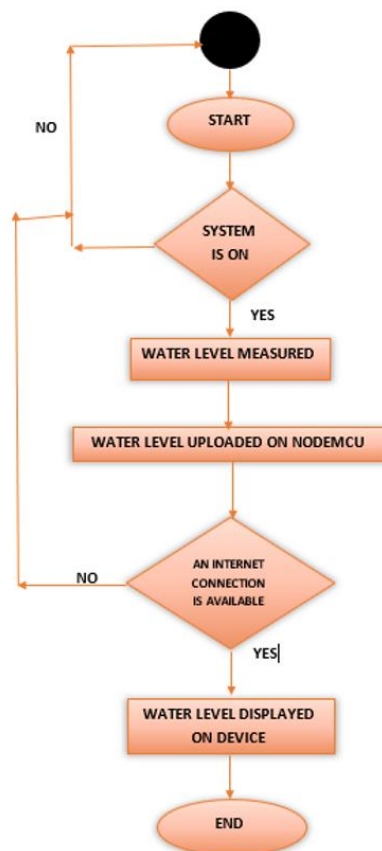 START
NO
SYSTEM
IS ON
YES
WATER LEVEL MEASURED
WATER LEVEL UPLOADED ON NODEMCU
AN INTERNET
CONNECTION
IS AVAILABLE
NO
YES
WATER LEVEL DISPLAYED
ON DEVICE
END